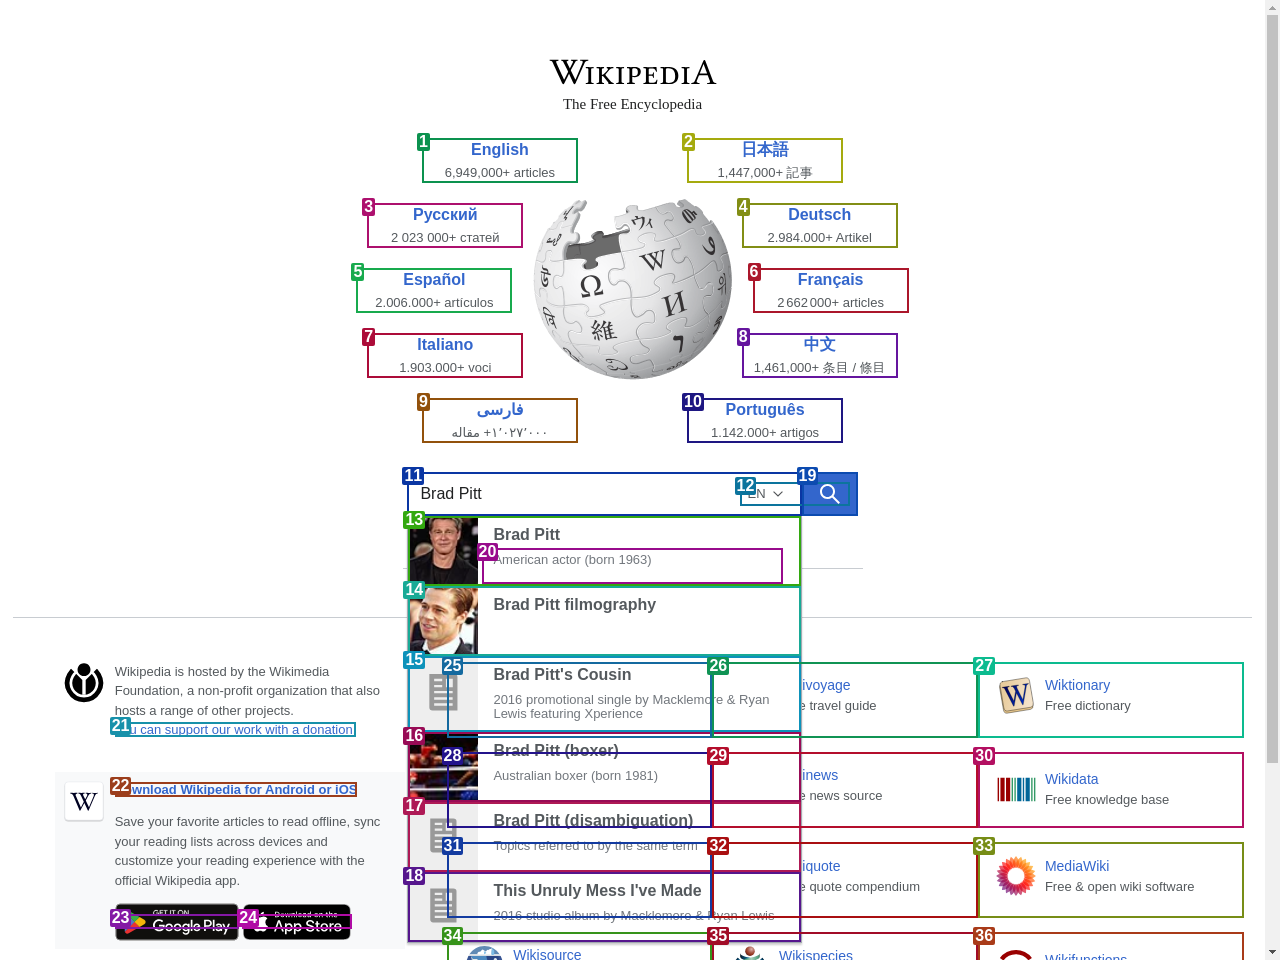 WIKIPEDIA
The Free Encyclopedia
1
English
6,949,000+ articles
2
日本語
1,447,000+ 記事
3
Русский
2 023 000+ статей
4
Deutsch
2.984.000+ Artikel
5
Español
2.006.000+ artículos
6
Français
2 662 000+ articles
7
Italiano
1.903.000+ voci
8
中文
1,461,000+ 条目 / 條目
9
فارسی
۱٬۰۲۷٬۰۰۰+ مقاله
10
Português
1.142.000+ artigos
11
Brad Pitt
12
EN
19
13
Brad Pitt
20
American actor (born 1963)
14
Brad Pitt filmography
15
Brad Pitt's Cousin
2016 promotional single by Macklemore & Ryan
Lewis featuring Xperience
16
Brad Pitt (boxer)
Australian boxer (born 1981)
17
Brad Pitt (disambiguation)
Topics referred to by the same term
18
This Unruly Mess I've Made
2016 studio album by Macklemore & Ryan Lewis
Wikipedia is hosted by the Wikimedia
Foundation, a non-profit organization that also
hosts a range of other projects.
21
u can support our work with a donation.
22
wnload Wikipedia for Android or iOS
Save your favorite articles to read offline, sync
your reading lists across devices and
customize your reading experience with the
official Wikipedia app.
23
GET IT ON
Google Play
24
Download on the
App Store
25
26
ivoyage
e travel guide
27
Wiktionary
Free dictionary
28
29
inews
e news source
30
Wikidata
Free knowledge base
31
32
iquote
e quote compendium
33
MediaWiki
Free & open wiki software
34
Wikisource
35
Wikispecies
36
Wikifunctions